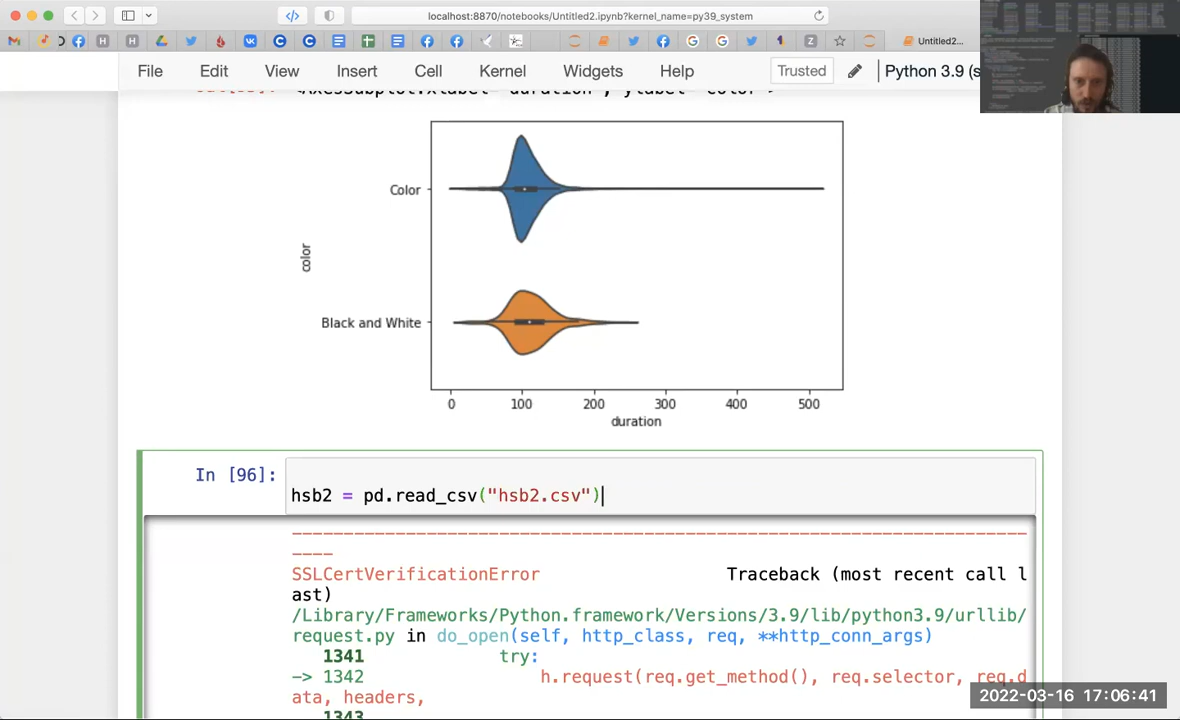 localhost:8870/notebooks/Untitled2.ipynb?kernel_name=py39_system
Untitled2...
File Edit View Insert Cell Kernel Widgets Help Trusted Python 3.9 (s
Color
Black and White
color
0 100 200 300 400 500
duration
In [96]:
hsb2 = pd.read_csv("hsb2.csv")
-----------------------------------------------------------------------
----
SSLCertVerificationError Traceback (most recent call l
ast)
/Library/Frameworks/Python.framework/Versions/3.9/lib/python3.9/urllib/
request.py in do_open(self, http_class, req, **http_conn_args)
1341 try:
-> 1342 h.request(req.get_method(), req.selector, req.d
ata, headers,
1343
2022-03-16 17:06:41